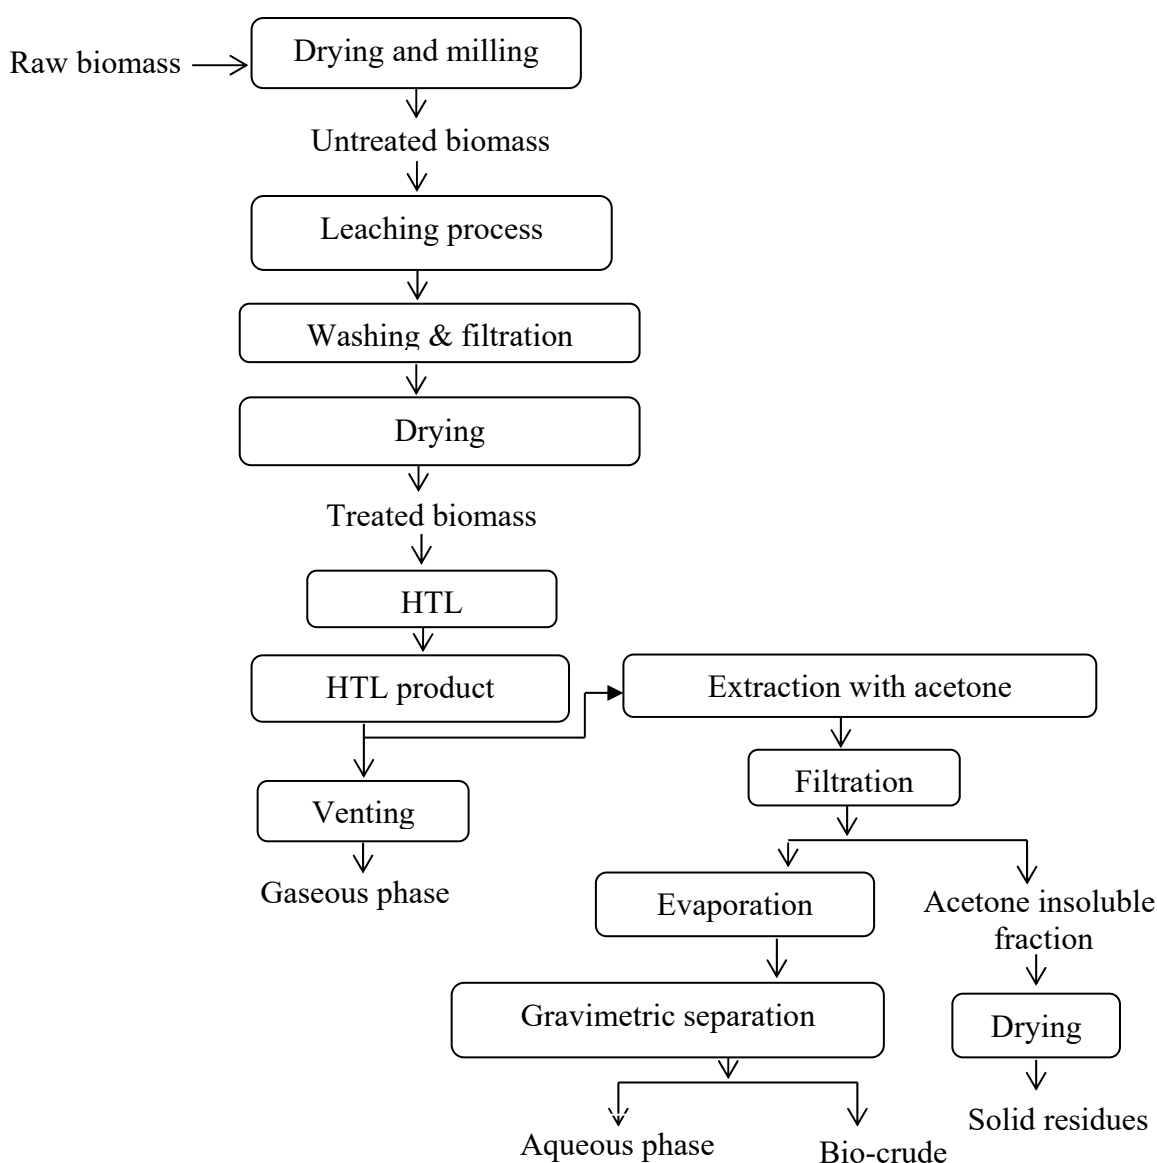 Drying and milling
Raw biomass
Untreated biomass
Leaching process
Washing & filtration
Drying
Treated biomass
HTL
HTL product
Extraction with acetone
Filtration
Venting
Gaseous phase
Evaporation
Acetone insoluble
fraction
Gravimetric separation
Drying
Solid residues
Aqueous phase
Bio-crude